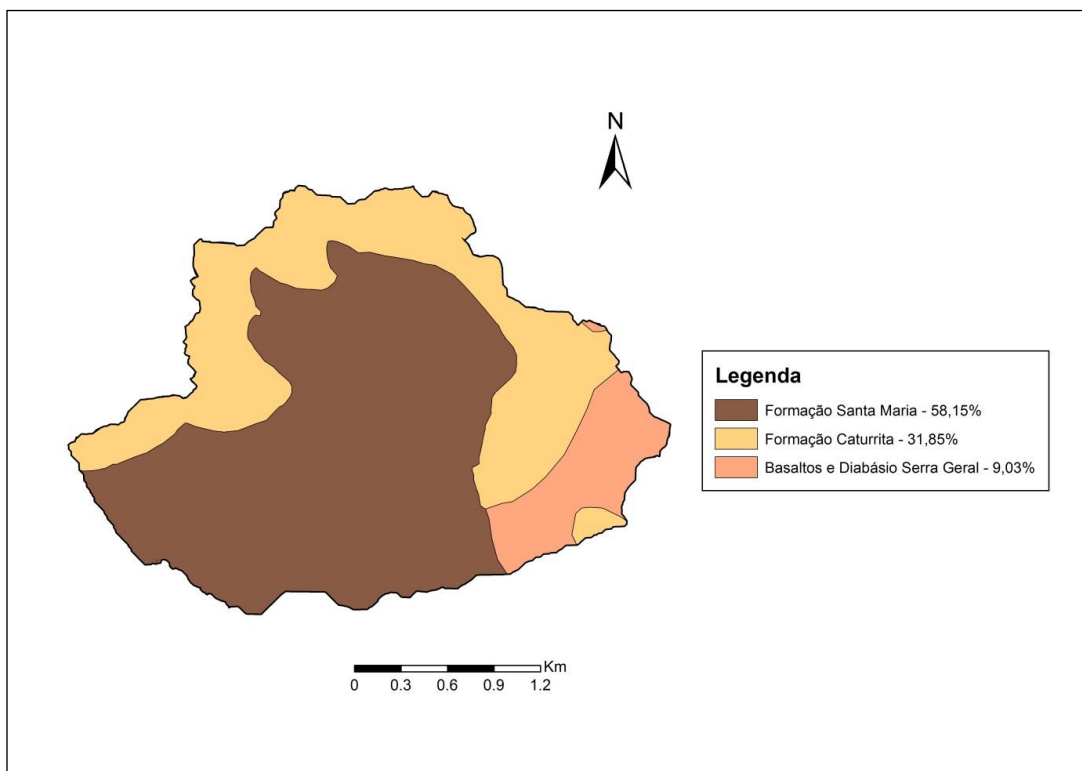 N
Legenda
Formação Santa Maria - 58,15%
Formação Caturrita - 31,85%
Basaltos e Diabásio Serra Geral - 9,03%
Km
0 0.3 0.6 0.9 1.2